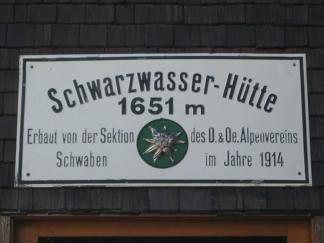 Schwarzwasser-Hütte
1651 m
Erbaut von der Sektion des D. & Oe. Alpenvereins
Schwaben im Jahre 1914